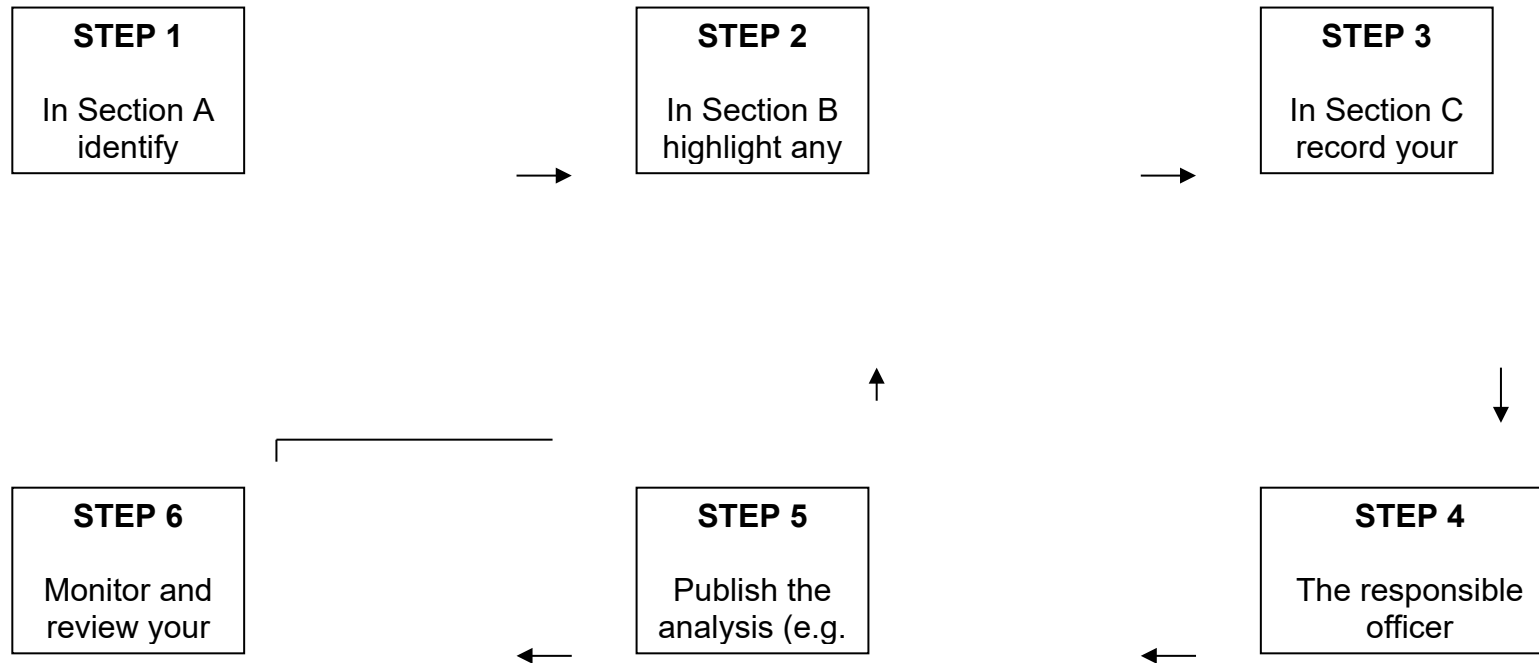 STEP 1
In Section A
identify
STEP 2
In Section B
highlight any
STEP 3
In Section C
record your
STEP 6
Monitor and
review your
STEP 5
Publish the
analysis (e.g.
STEP 4
The responsible
officer